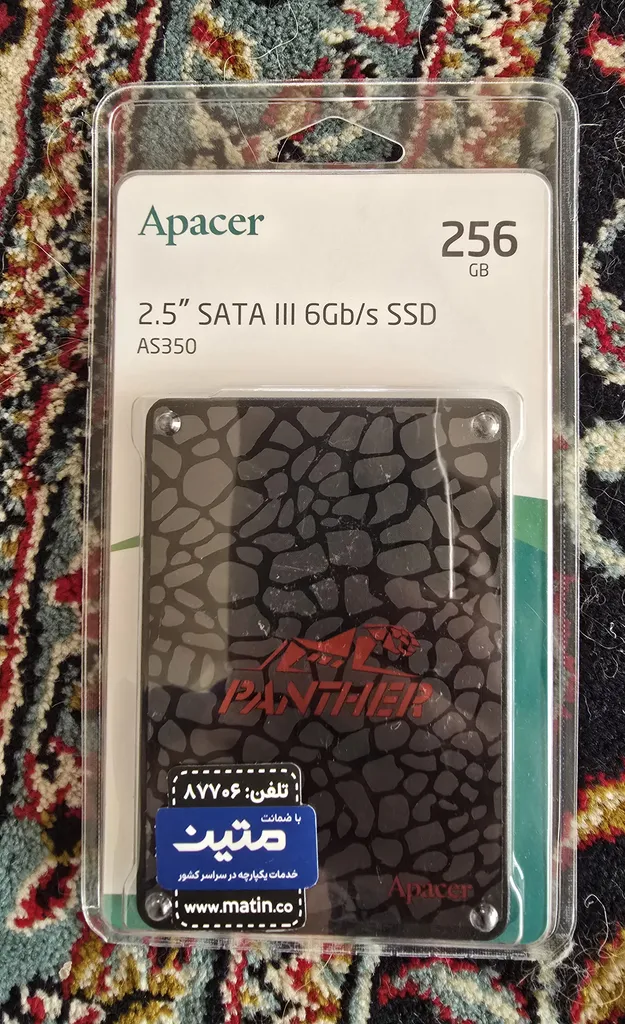 Apacer
256
GB
2.5" SATA III 6Gb/s SSD
AS350
PANTHER
تلفن: ۸۷۷۰۶
با ضمانت
متین
خدمات یکپارچه در سراسر کشور
www.matin.co
Apacer